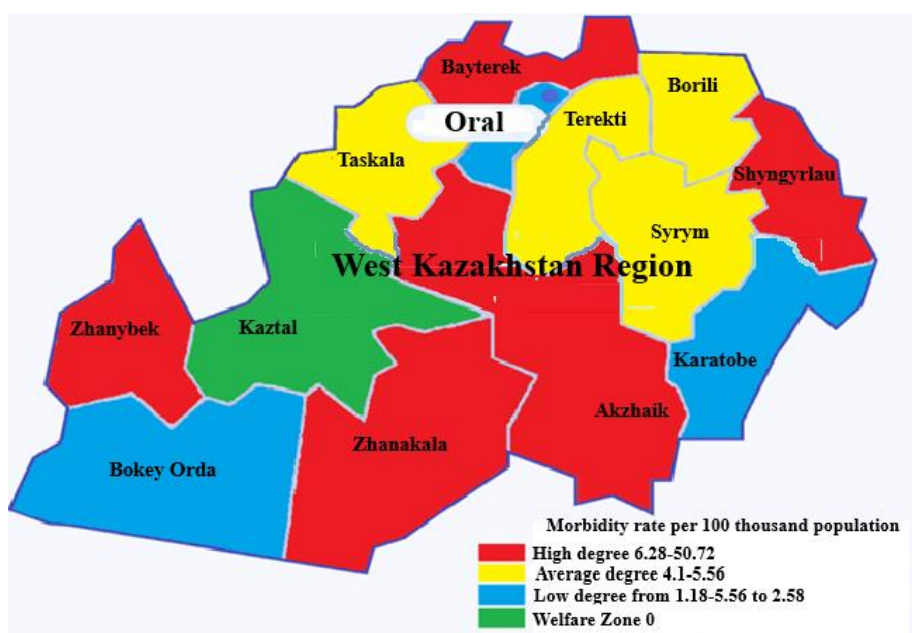 Bayterek
Borili
Oral
Terekti
Taskala
Shyngyrlau
Syrym
West Kazakhstan Region
Zhanybek
Kaztal
Karatobe
Akzhaik
Zhanakala
Bokey Orda
Morbidity rate per 100 thousand population
High degree 6.28-50.72
Average degree 4.1-5.56
Low degree from 1.18-5.56 to 2.58
Welfare Zone 0